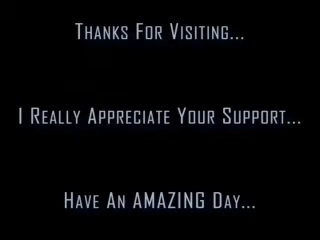 Thanks For Visiting...
I Really Appreciate Your Support...
Have An AMAZING Day...